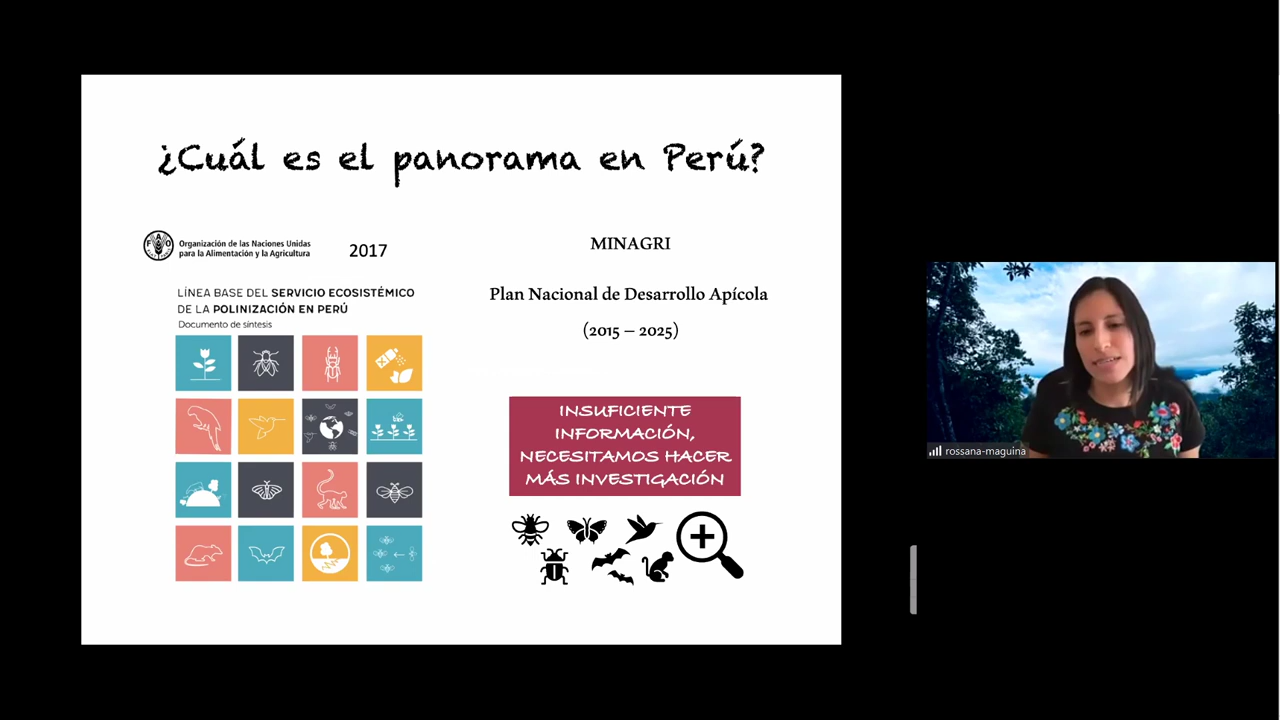 ¿Cuál es el panorama en Perú?
FAO
Organización de las Naciones Unidas
para la Alimentación y la Agricultura
2017
LÍNEA BASE DEL SERVICIO ECOSISTÉMICO
DE LA POLINIZACIÓN EN PERÚ
Documento de síntesis
MINAGRI
Plan Nacional de Desarrollo Apícola
(2015 – 2025)
INSUFICIENTE
INFORMACIÓN,
NECESITAMOS HACER
MÁS INVESTIGACIÓN
rossana-maguina